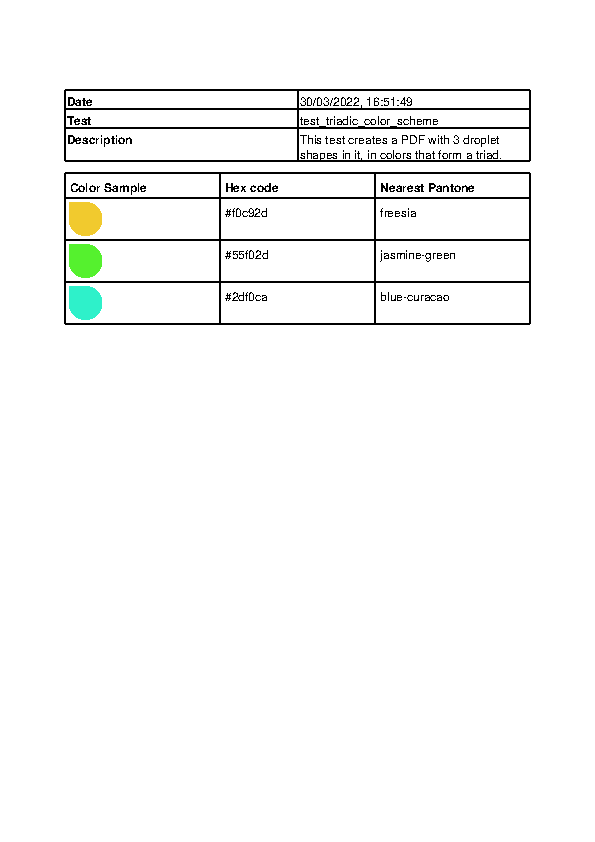 Date 30/03/2022, 16:51:49
Test test_triadic_color_scheme
Description This test creates a PDF with 3 droplet
shapes in it, in colors that form a triad.
Color Sample Hex code Nearest Pantone
#f0c92d freesia
#55f02d jasmine-green
#2df0ca blue-curacao